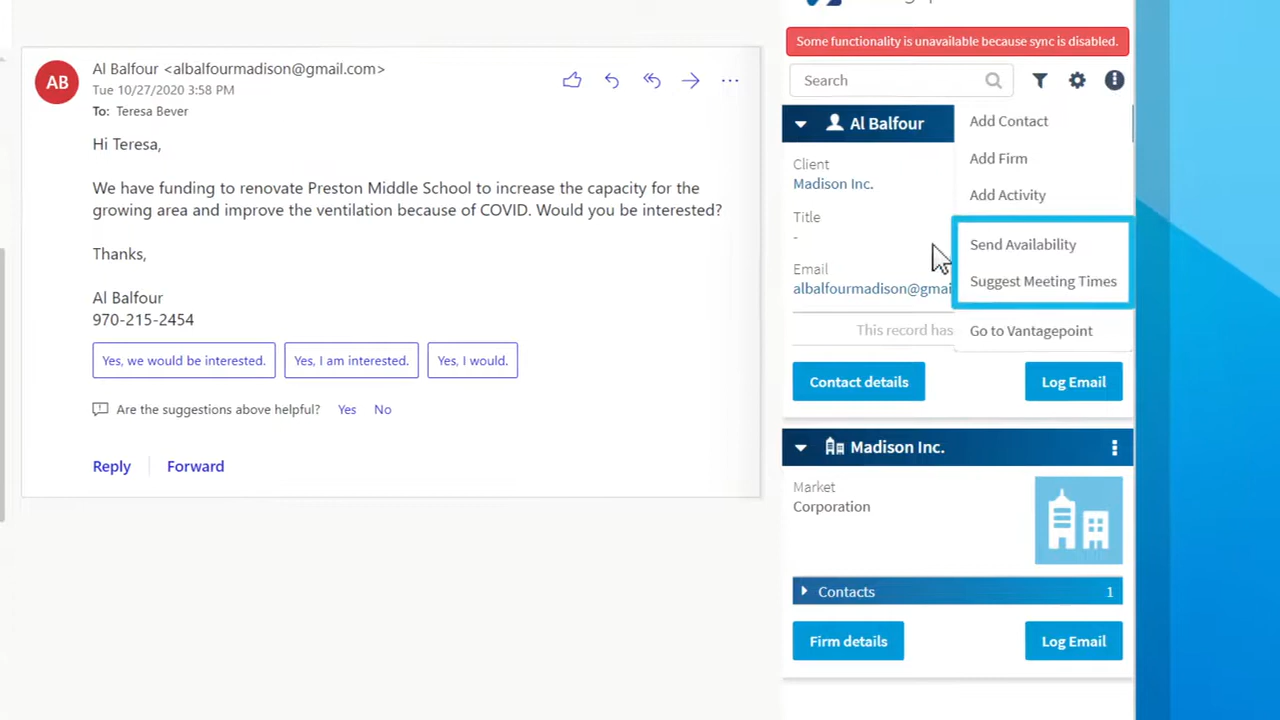 AB
Al Balfour <albalfourmadison@gmail.com>
Tue 10/27/2020 3:58 PM
To: Teresa Bever
Hi Teresa,
We have funding to renovate Preston Middle School to increase the capacity for the
growing area and improve the ventilation because of COVID. Would you be interested?
Thanks,
Al Balfour
970-215-2454
Yes, we would be interested.
Yes, I am interested.
Yes, I would.
Are the suggestions above helpful? Yes No
Reply
Forward
Some functionality is unavailable because sync is disabled.
Search
Al Balfour
Client
Madison Inc.
Title
-
Email
albalfourmadison@gmai
This record has
Add Contact
Add Firm
Add Activity
Send Availability
Suggest Meeting Times
Go to Vantagepoint
Contact details
Log Email
Madison Inc.
Market
Corporation
Contacts 1
Firm details
Log Email